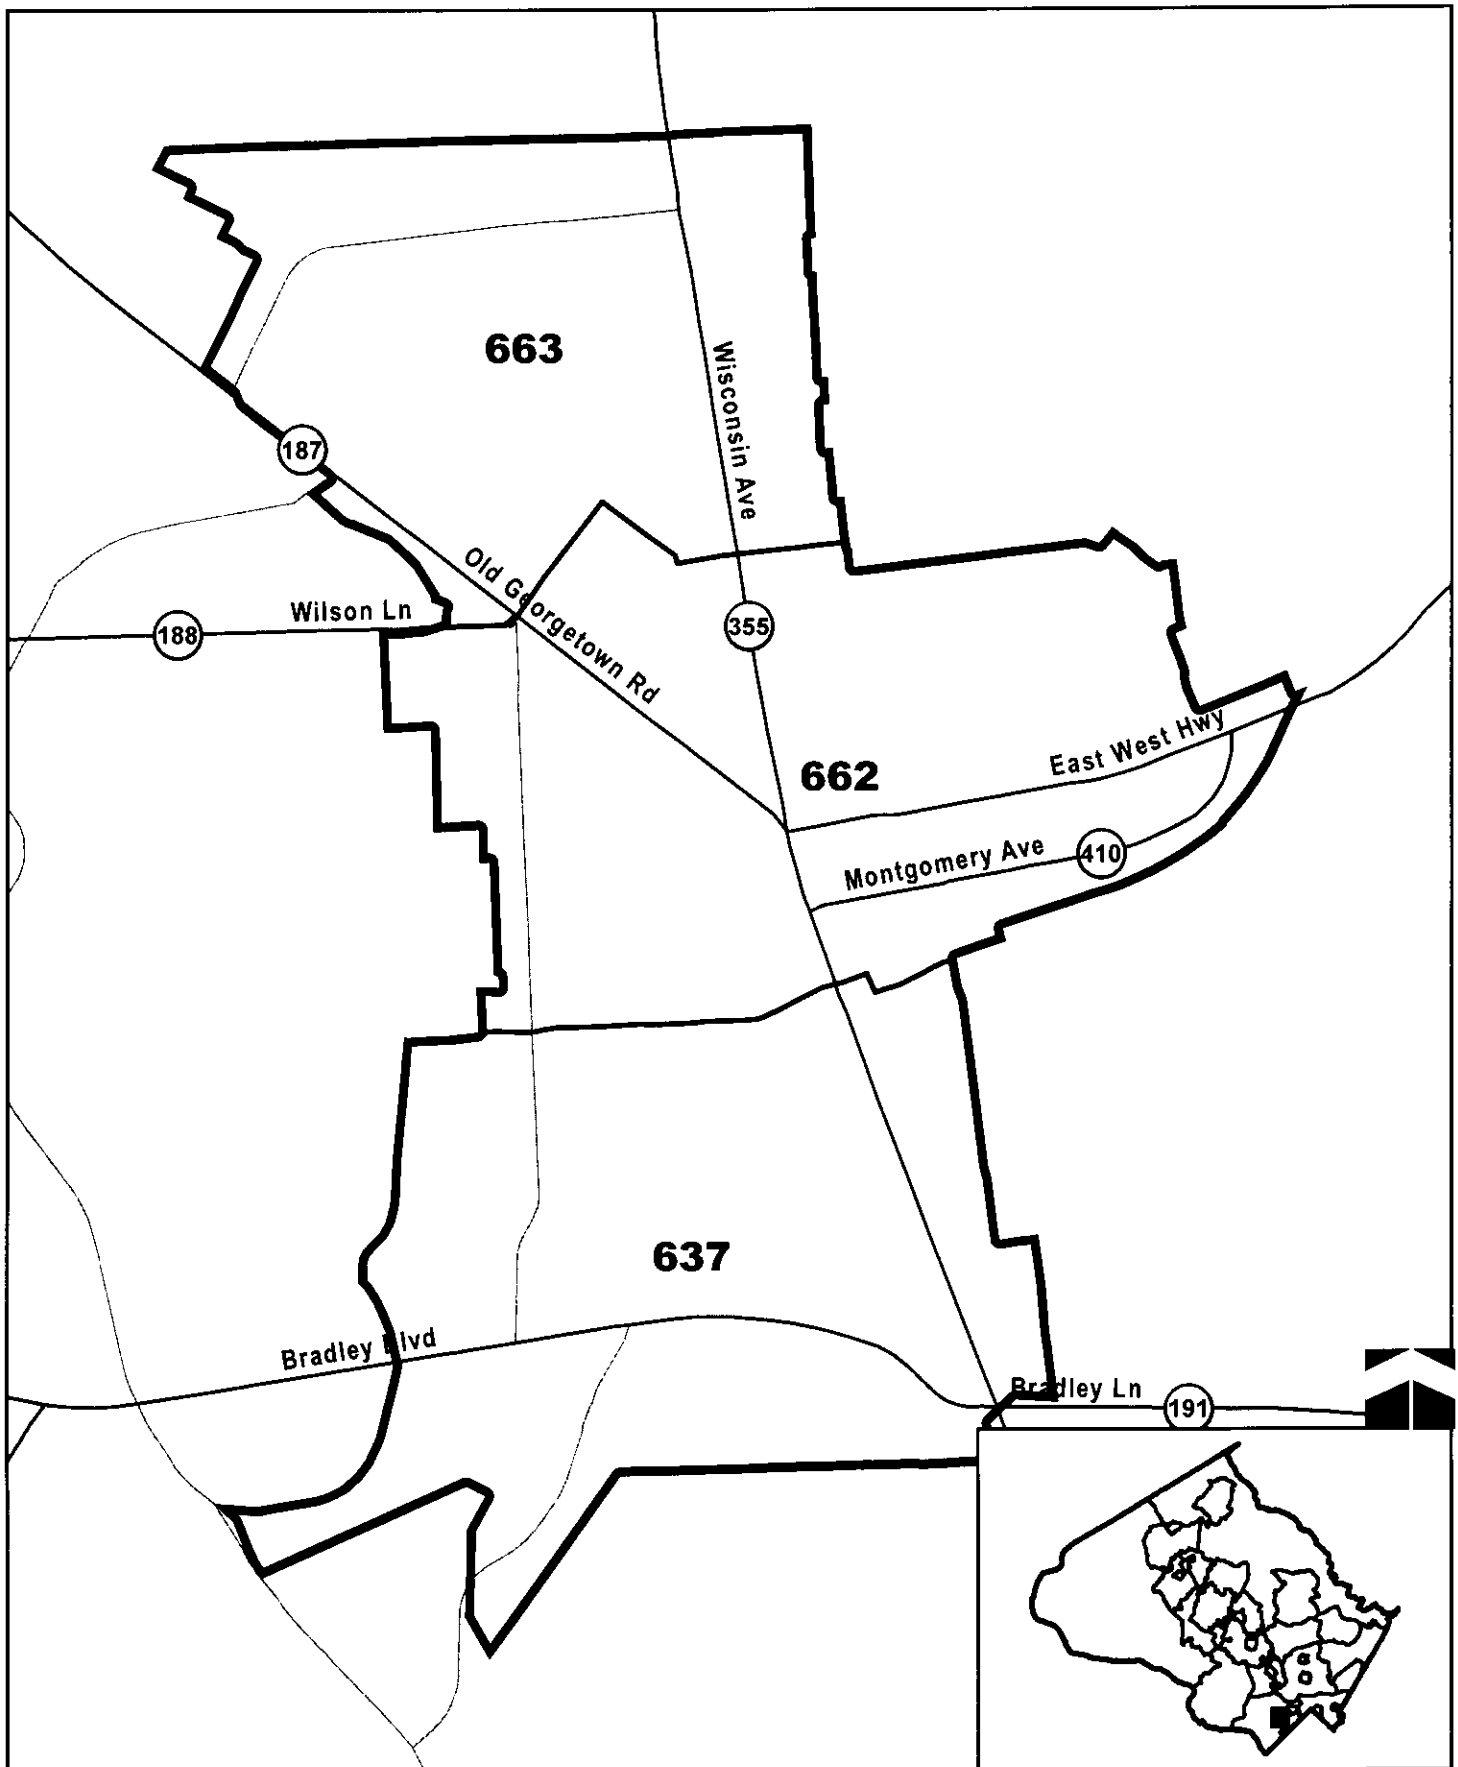 663
Wisconsin Ave
187
Old Georgetown Rd
Wilson Ln
188
355
662
East West Hwy
Montgomery Ave
410
637
Bradley Blvd
Bradley Ln
191